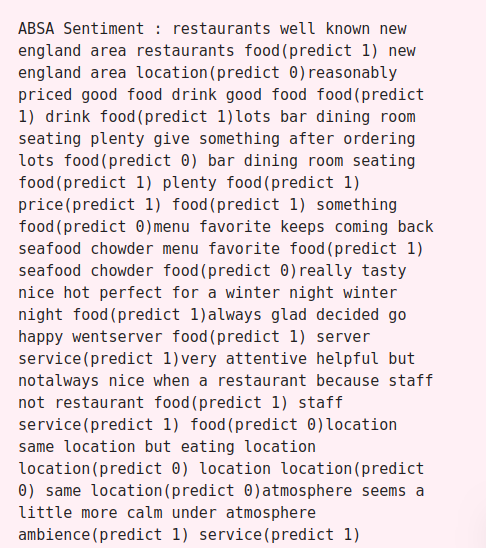 ABSA Sentiment : restaurants well known new
england area restaurants food(predict 1) new
england area location(predict 0)reasonably
priced good food drink good food food(predict
1) drink food(predict 1)lots bar dining room
seating plenty give something after ordering
lots food(predict 0) bar dining room seating
food(predict 1) plenty food(predict 1)
price(predict 1) food(predict 1) something
food(predict 0)menu favorite keeps coming back
seafood chowder menu favorite food(predict 1)
seafood chowder food(predict 0)really tasty
nice hot perfect for a winter night winter
night food(predict 1)always glad decided go
happy wentserver food(predict 1) server
service(predict 1)very attentive helpful but
notalways nice when a restaurant because staff
not restaurant food(predict 1) staff
service(predict 1) food(predict 0)location
same location but eating location
location(predict 0) location location(predict
0) same location(predict 0)atmosphere seems a
little more calm under atmosphere
ambience(predict 1) service(predict 1)